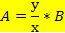 A = y/x * B